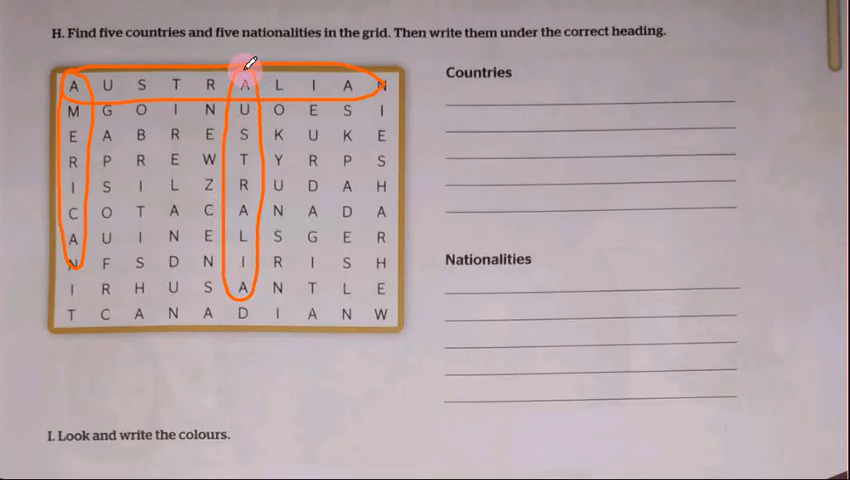 H. Find five countries and five nationalities in the grid. Then write them under the correct heading.
Countries
A U S T R A L I A N
M G O I N U O E S I
E A B R E S K U K E
R P R E W T Y R P S
I S I L Z R U D A H
C O T A C A N A D A
A U I N E L S G E R
N F S D N I R I S H
I R H U S A N T L E
T C A N A D I A N W
Nationalities
I. Look and write the colours.